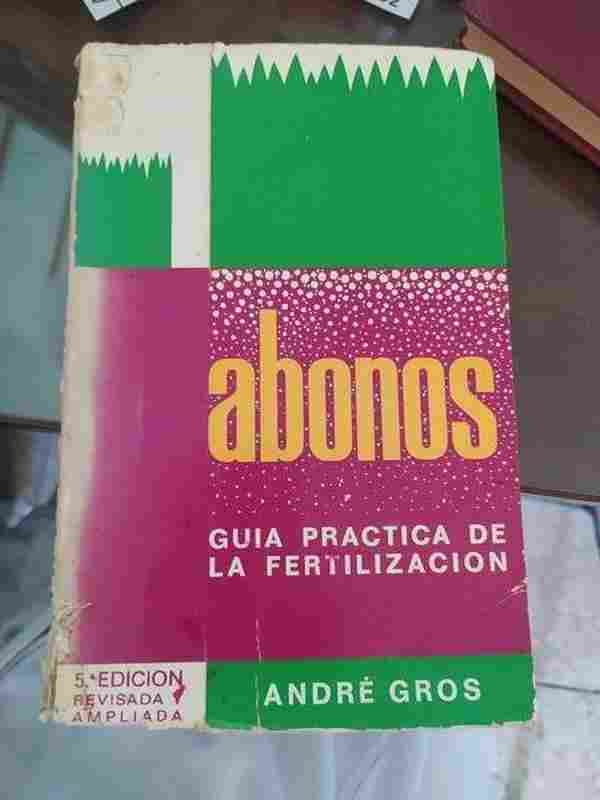 abonos
GUIA PRACTICA DE
LA FERTILIZACION
5.ª EDICION
REVISADA Y
AMPLIADA
ANDRÉ GROS